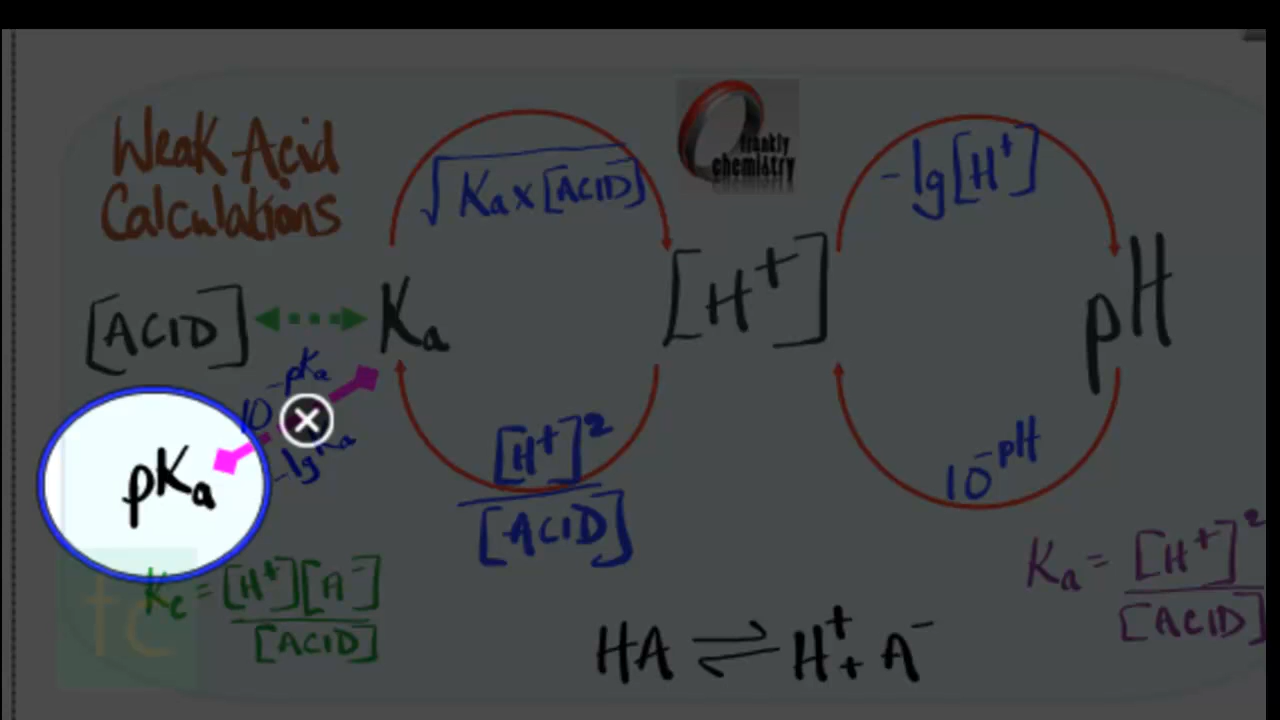 Weak Acid
Calculations
√Ka x [ACID]
frankly
chemistry
-lg[H⁺]
[ACID]
Ka
[H⁺]
pH
10^-pKa
-lgKa
pKa
[H⁺]²
[ACID]
10^-pH
Kc = [H⁺][A⁻]
[ACID]
fc
HA ⇌ H⁺ + A⁻
Ka = [H⁺]²
[ACID]